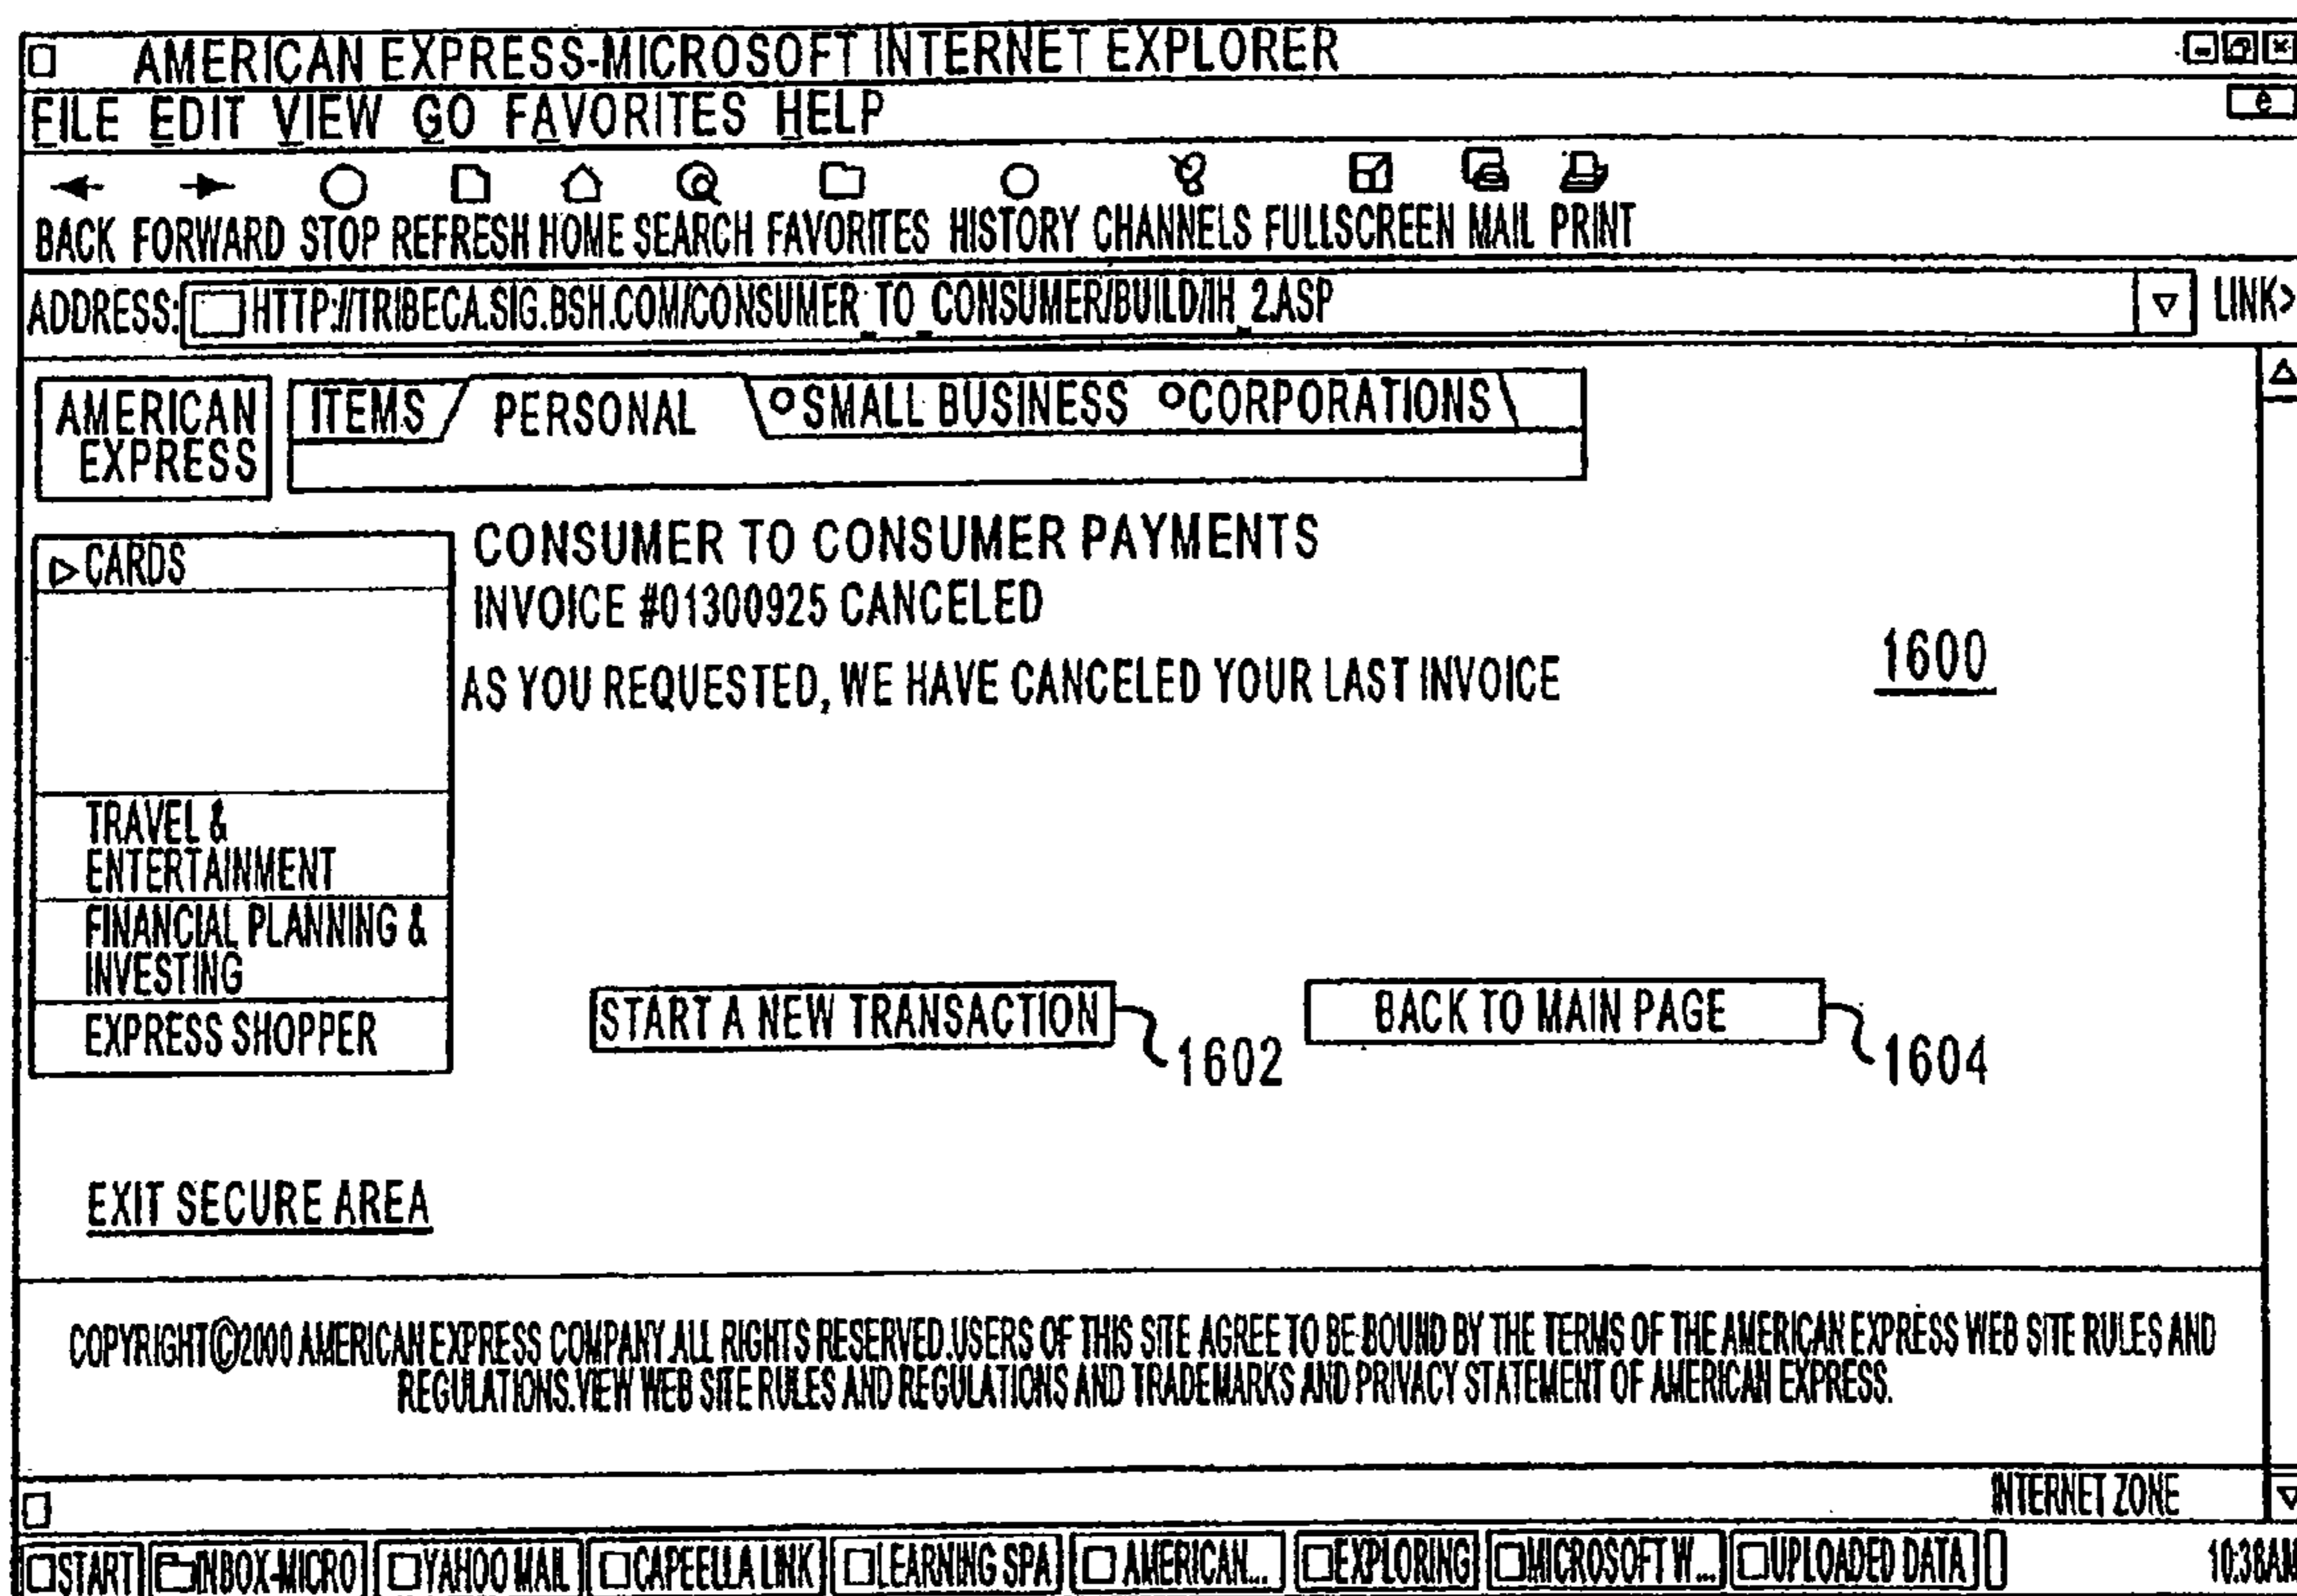 AMERICAN EXPRESS-MICROSOFT INTERNET EXPLORER
FILE EDIT VIEW GO FAVORITES HELP
e
BACK FORWARD STOP REFRESH HOME SEARCH FAVORITES HISTORY CHANNELS FULLSCREEN MAIL PRINT
ADDRESS: HTTP://TRIBECA.SIG.BSH.COM/CONSUMER_TO_CONSUMER/BUILD/IH_2.ASP LINK>
AMERICAN EXPRESS
ITEMS PERSONAL SMALL BUSINESS CORPORATIONS
CARDS
TRAVEL &
ENTERTAINMENT
FINANCIAL PLANNING &
INVESTING
EXPRESS SHOPPER
EXIT SECURE AREA
CONSUMER TO CONSUMER PAYMENTS
INVOICE #01300925 CANCELED
AS YOU REQUESTED, WE HAVE CANCELED YOUR LAST INVOICE
1600
START A NEW TRANSACTION 1602
BACK TO MAIN PAGE 1604
COPYRIGHT©2000 AMERICAN EXPRESS COMPANY.ALL RIGHTS RESERVED.USERS OF THIS SITE AGREE TO BE BOUND BY THE TERMS OF THE AMERICAN EXPRESS WEB SITE RULES AND
REGULATIONS.VIEW WEB SITE RULES AND REGULATIONS AND TRADEMARKS AND PRIVACY STATEMENT OF AMERICAN EXPRESS.
INTERNET ZONE
START INBOX-MICRO YAHOO MAIL CAPEELLA LINK LEARNING SPA AMERICAN... EXPLORING MICROSOFT W... UPLOADED DATA 10:38AM